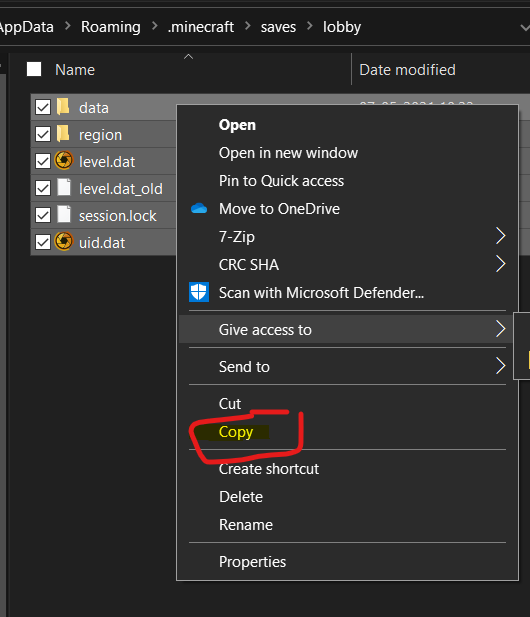 AppData > Roaming > .minecraft > saves > lobby
Name
Date modified
data
region
level.dat
level.dat_old
session.lock
uid.dat
Open
Open in new window
Pin to Quick access
Move to OneDrive
7-Zip
CRC SHA
Scan with Microsoft Defender...
Give access to
Send to
Cut
Copy
Create shortcut
Delete
Rename
Properties